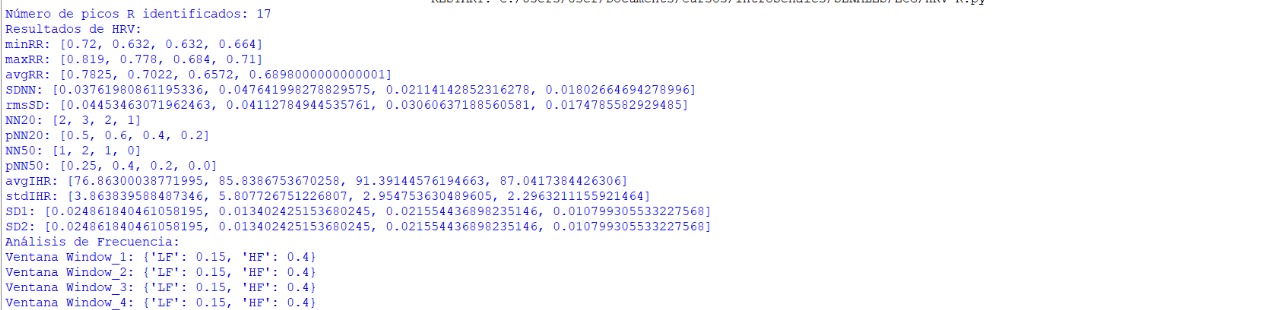 RESTART: C:/Users/User/Documents/Cursos/IntroSenales/SENALES/ECG/HRV-R.py
Número de picos R identificados: 17
Resultados de HRV:
minRR: [0.72, 0.632, 0.632, 0.664]
maxRR: [0.819, 0.778, 0.684, 0.71]
avgRR: [0.7825, 0.7022, 0.6572, 0.6898000000000001]
SDNN: [0.03761980861195336, 0.047641998278829575, 0.02114142852316278, 0.01802664694278996]
rmsSD: [0.04453463071962463, 0.04112784944535761, 0.03060637188560581, 0.0174785582929485]
NN20: [2, 3, 2, 1]
pNN20: [0.5, 0.6, 0.4, 0.2]
NN50: [1, 2, 1, 0]
pNN50: [0.25, 0.4, 0.2, 0.0]
avgIHR: [76.86300038771995, 85.8386753670258, 91.39144576194663, 87.0417384426306]
stdIHR: [3.863839588487346, 5.807726751226807, 2.954753630489605, 2.2963211155921464]
SD1: [0.024861840461058195, 0.013402425153680245, 0.021554436898235146, 0.010799305533227568]
SD2: [0.024861840461058195, 0.013402425153680245, 0.021554436898235146, 0.010799305533227568]
Análisis de Frecuencia:
Ventana Window_1: {'LF': 0.15, 'HF': 0.4}
Ventana Window_2: {'LF': 0.15, 'HF': 0.4}
Ventana Window_3: {'LF': 0.15, 'HF': 0.4}
Ventana Window_4: {'LF': 0.15, 'HF': 0.4}